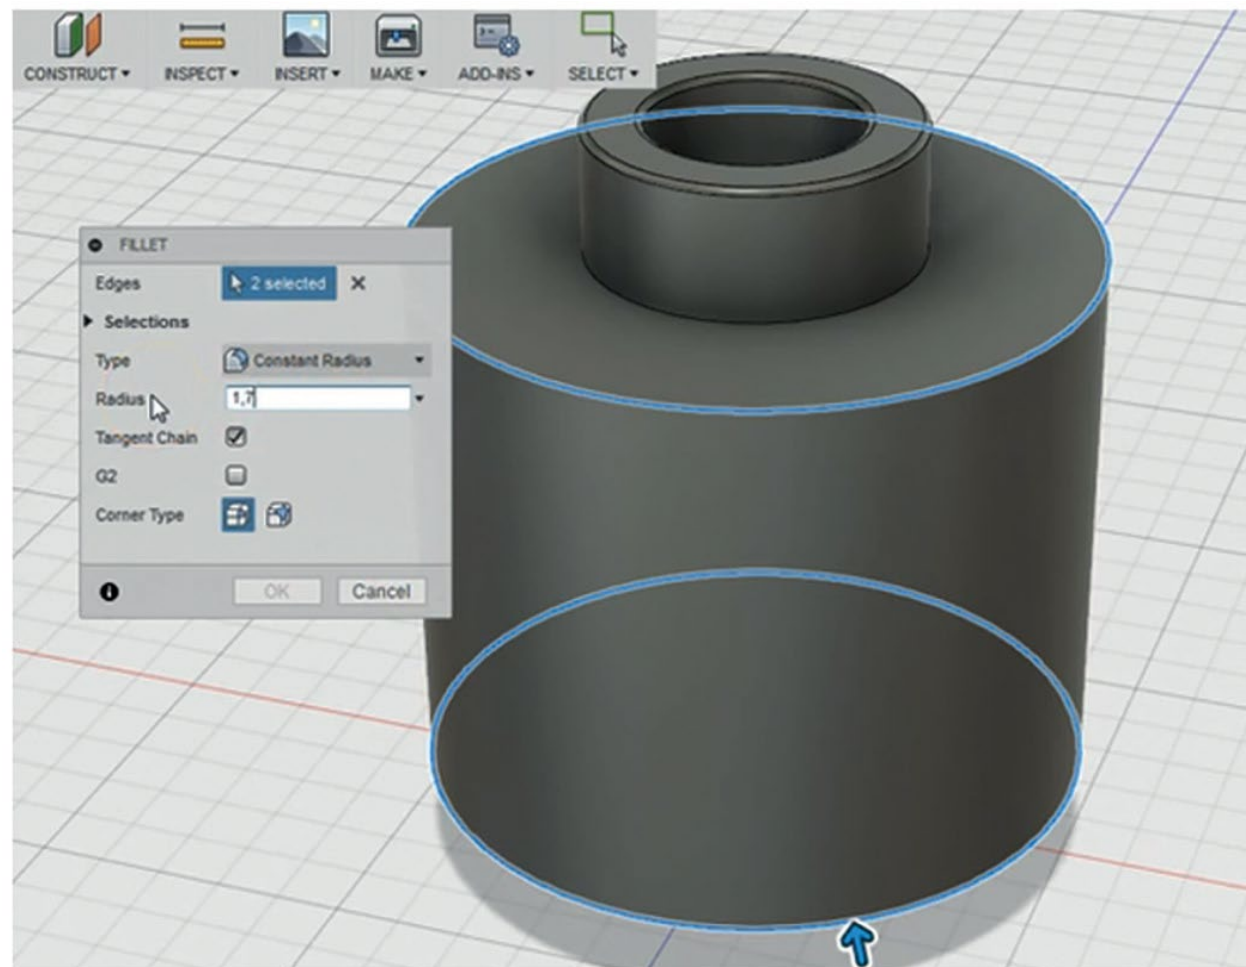 CONSTRUCT INSPECT INSERT MAKE ADD-INS SELECT
FILLET
Edges 2 selected
Selections
Type Constant Radius
Radius 1,7
Tangent Chain
G2
Corner Type
OK Cancel